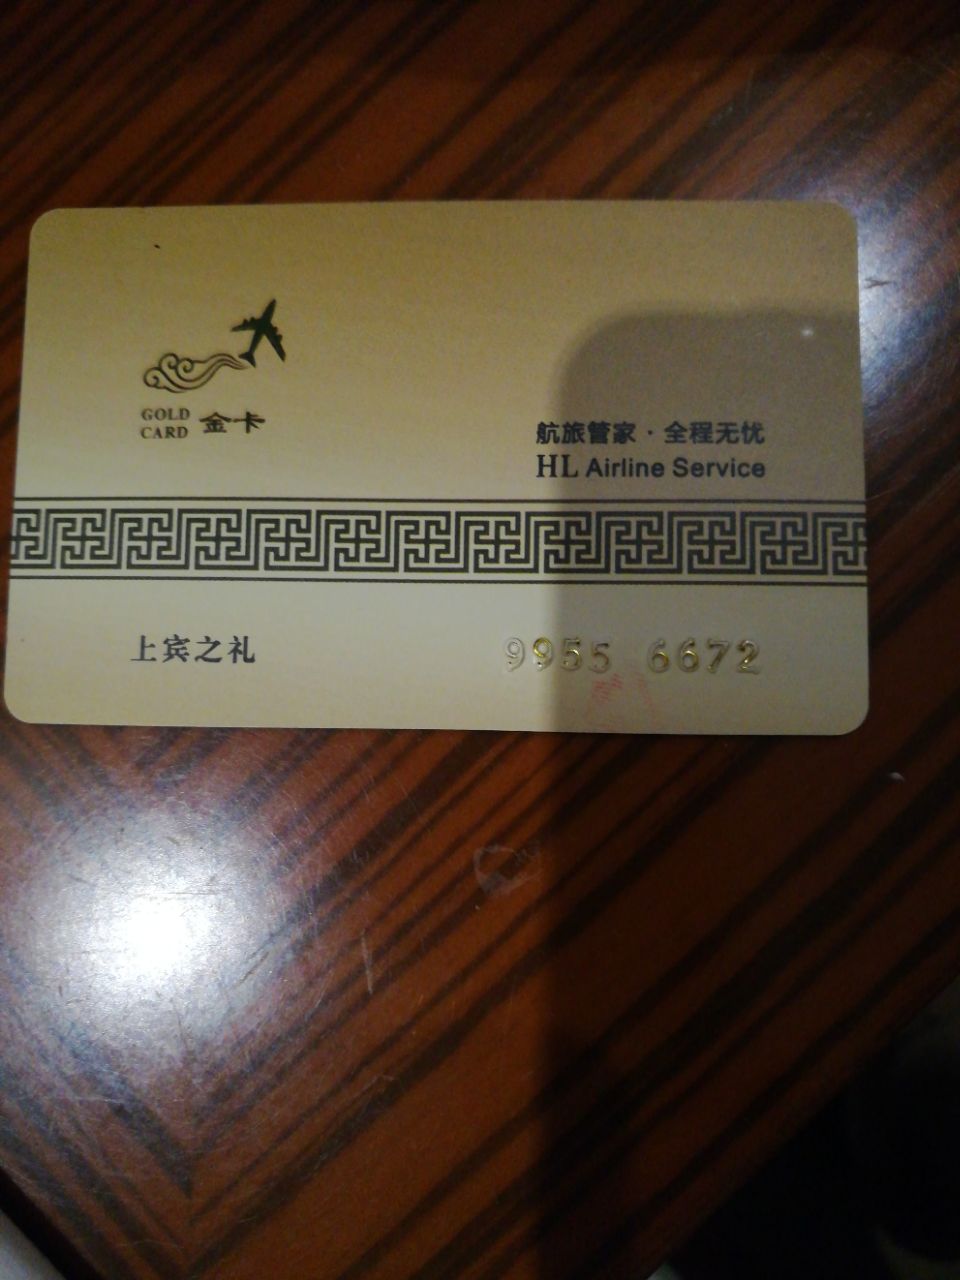 GOLD
CARD 金卡
航旅管家·全程无忧
HL Airline Service
上宾之礼
9955 6672